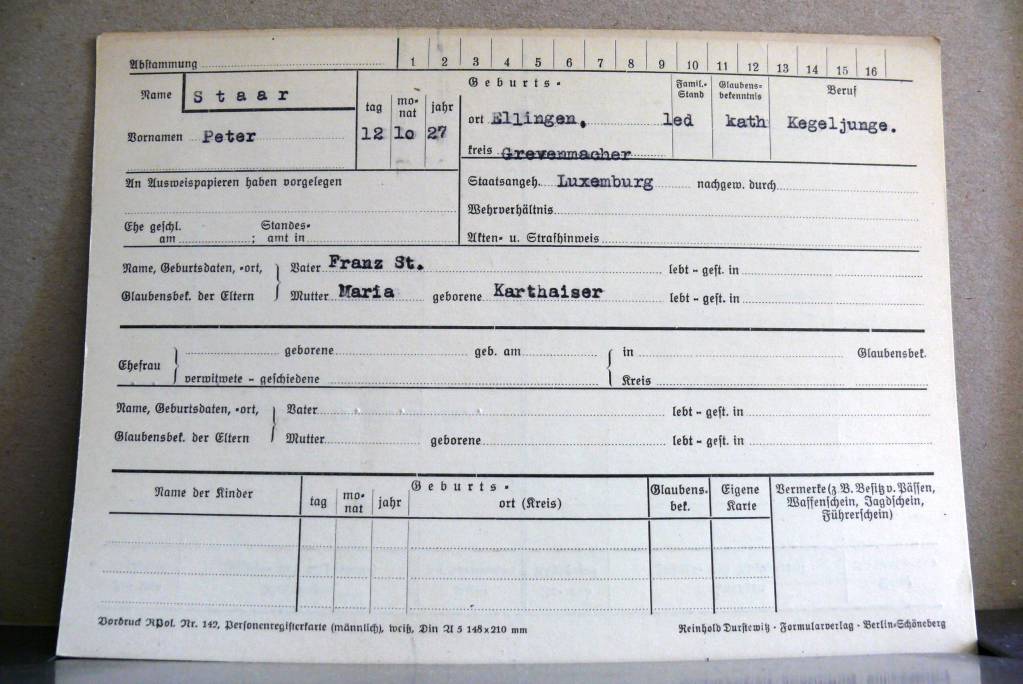 Abstammung 1 2 3 4 5 6 7 8 9 10 11 12 13 14 15 16
Name Staar tag mo-nat jahr Geburts- Famil.-Stand Glaubens-bekenntnis Beruf
Vornamen Peter 12 lo 27 ort Ellingen. led kath Kegeljunge.
kreis Grevenmacher
An Ausweispapieren haben vorgelegen Staatsangeh. Luxemburg nachgew. durch
Wehrverhältnis
Ehe geschl. Standes-
am ; amt in Akten- u. Strafhinweis
Name, Geburtsdaten, -ort, Vater Franz St. lebt - gest. in
Glaubensbek. der Eltern Mutter Maria geborene Karthaiser lebt - gest. in
geborene geb. am in Glaubensbek.
Ehefrau
verwitwete - geschiedene Kreis
Name, Geburtsdaten, -ort, Vater lebt - gest. in
Glaubensbek. der Eltern Mutter geborene lebt - gest. in
Name der Kinder Geburts- Glaubens- Eigene Vermerke (z. B. Besitz v. Pässen,
tag mo-nat jahr ort (Kreis) bek. Karte Waffenschein, Jagdschein,
Führerschein)
Vordruck RPol. Nr. 142, Personenregisterkarte (männlich), weiß, Din A 5 148x210 mm Reinhold Durstewitz · Formularverlag · Berlin-Schöneberg